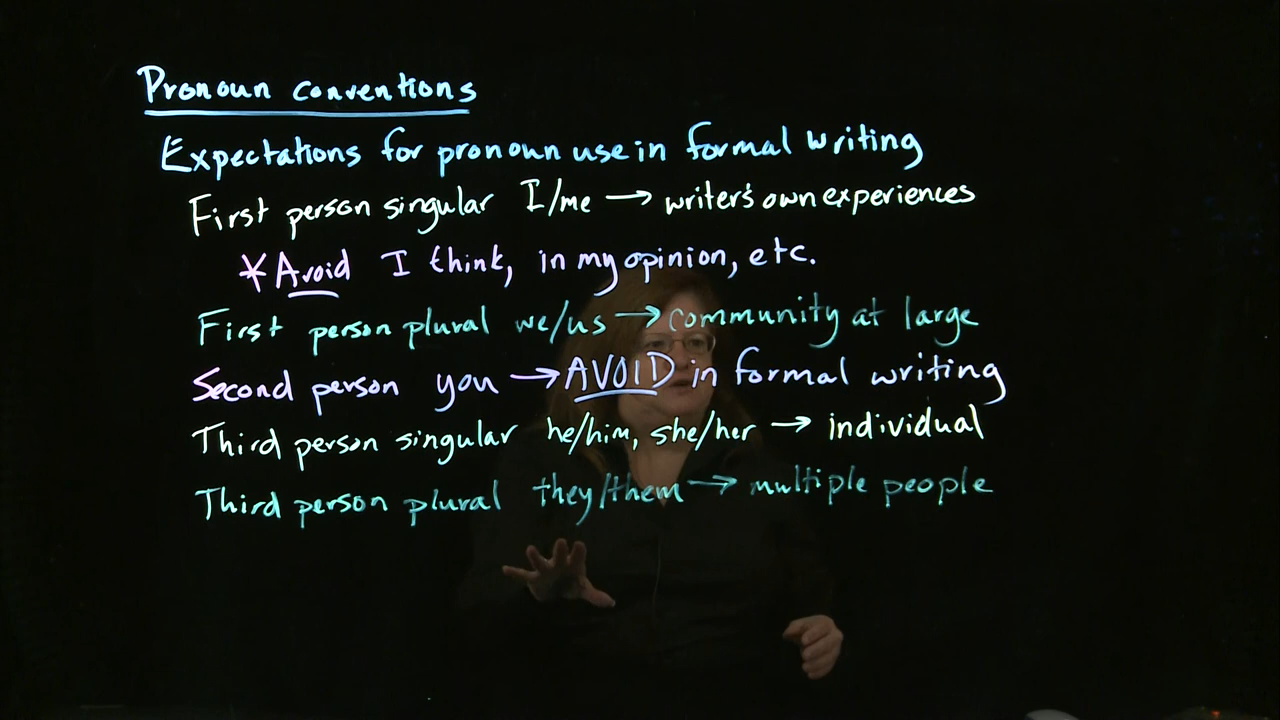 Pronoun conventions
Expectations for pronoun use in formal writing
First person singular I/me → writer's own experiences
*Avoid I think, in my opinion, etc.
First person plural we/us → community at large
Second person you → AVOID in formal writing
Third person singular he/him, she/her → individual
Third person plural they/them → multiple people